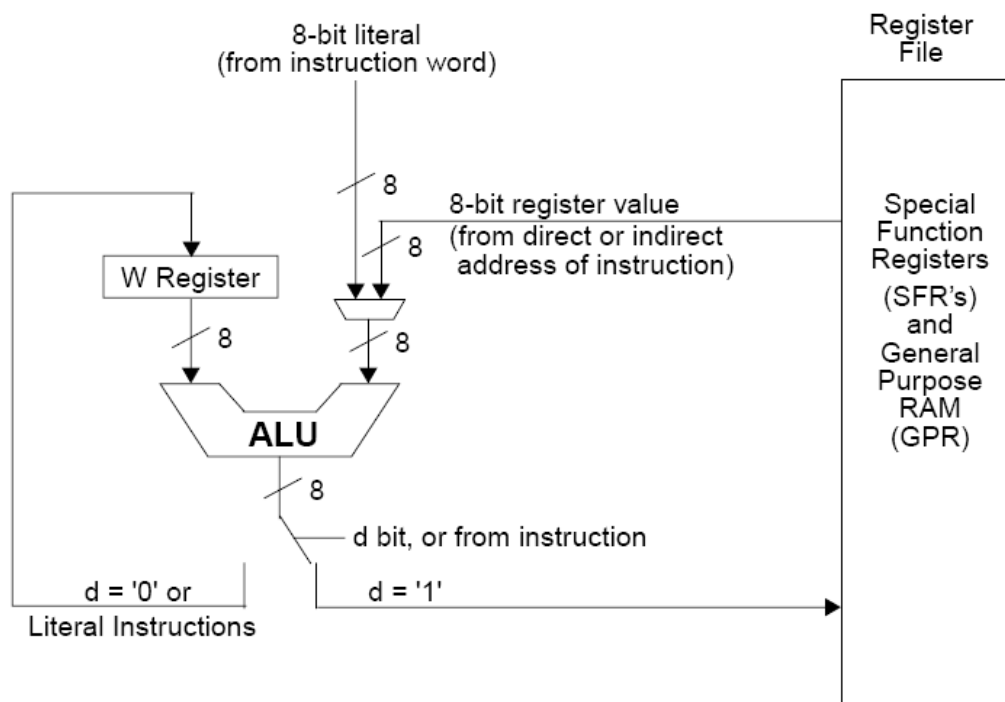 8-bit literal
(from instruction word)
Register
File
8
8-bit register value
(from direct or indirect
address of instruction)
8
W Register
8
8
Special
Function
Registers
(SFR's)
and
General
Purpose
RAM
(GPR)
ALU
8
d bit, or from instruction
d = '0' or
Literal Instructions
d = '1'